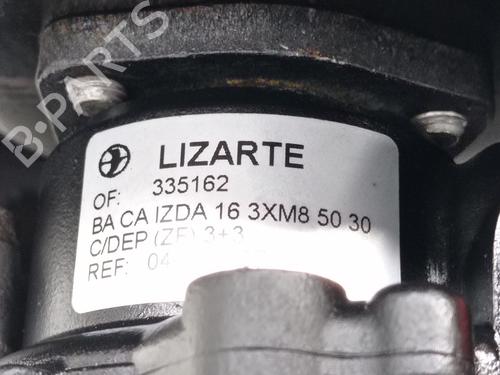 B-PARTS
LIZARTE
OF: 335162
BA CA IZDA 16 3XM8 50 30
C/DEP (ZF) 3+3
REF: 04